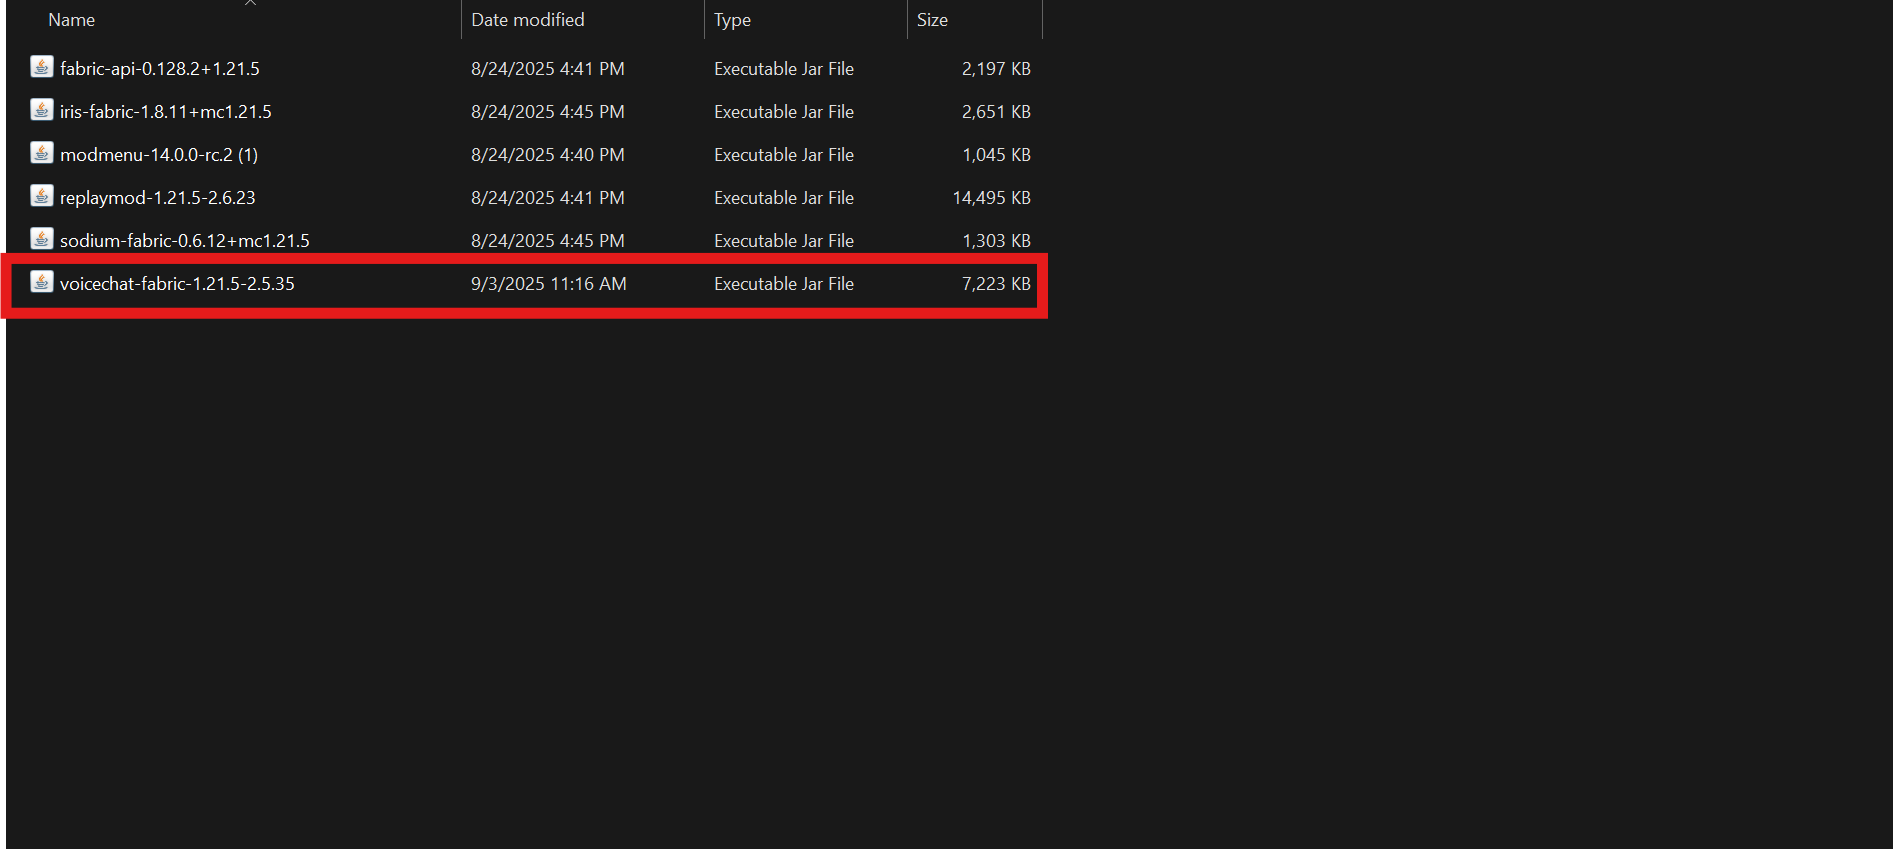 Name Date modified Type Size
fabric-api-0.128.2+1.21.5 8/24/2025 4:41 PM Executable Jar File 2,197 KB
iris-fabric-1.8.11+mc1.21.5 8/24/2025 4:45 PM Executable Jar File 2,651 KB
modmenu-14.0.0-rc.2 (1) 8/24/2025 4:40 PM Executable Jar File 1,045 KB
replaymod-1.21.5-2.6.23 8/24/2025 4:41 PM Executable Jar File 14,495 KB
sodium-fabric-0.6.12+mc1.21.5 8/24/2025 4:45 PM Executable Jar File 1,303 KB
voicechat-fabric-1.21.5-2.5.35 9/3/2025 11:16 AM Executable Jar File 7,223 KB